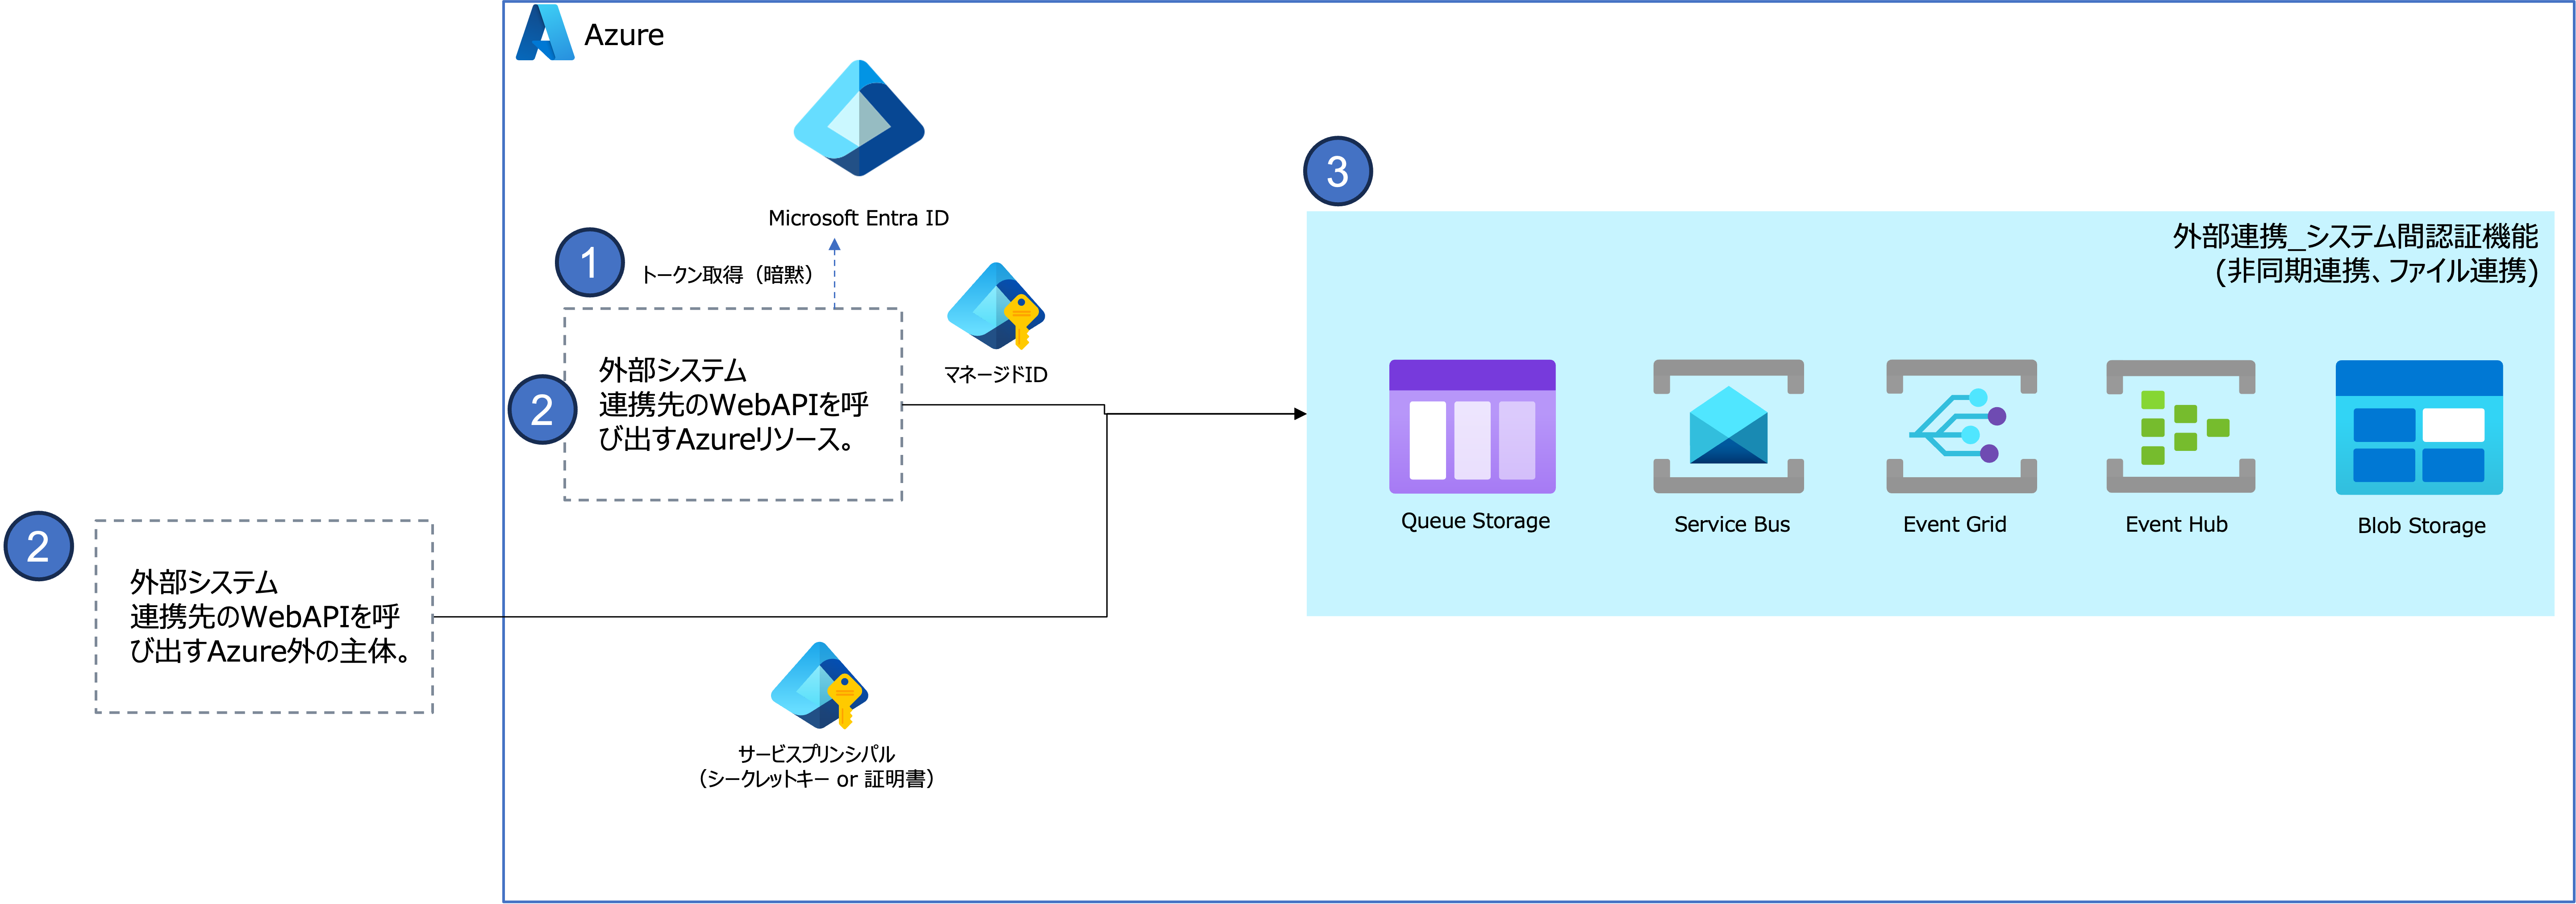 Azure
Microsoft Entra ID
1
トークン取得（暗黙）
2
外部システム
連携先のWebAPIを呼
び出すAzureリソース。
マネージドID
2
外部システム
連携先のWebAPIを呼
び出すAzure外の主体。
サービスプリンシパル
（シークレットキー or 証明書）
3
外部連携_システム間認証機能
(非同期連携、ファイル連携)
Queue Storage
Service Bus
Event Grid
Event Hub
Blob Storage